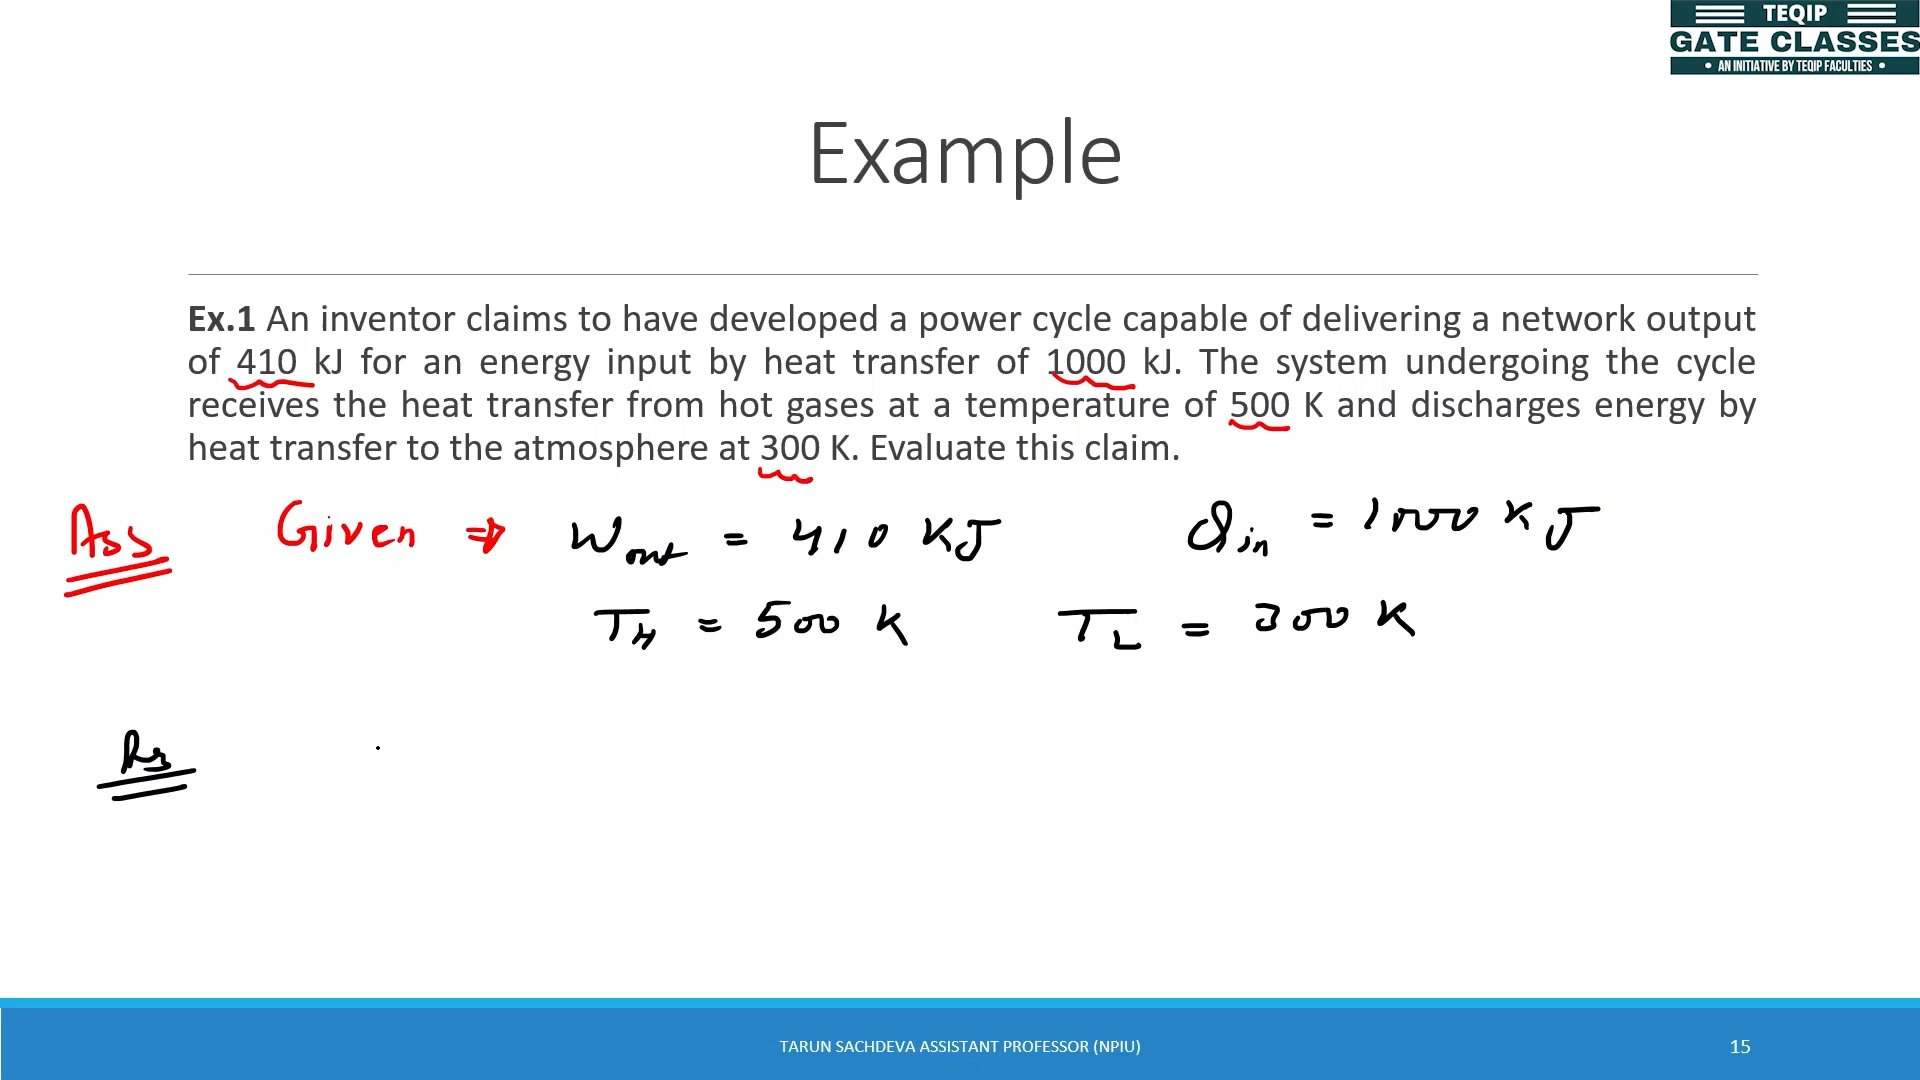 TEQIP
GATE CLASSES
• AN INITIATIVE BY TEQIP FACULTIES •
Example
Ex.1 An inventor claims to have developed a power cycle capable of delivering a network output
of 410 kJ for an energy input by heat transfer of 1000 kJ. The system undergoing the cycle
receives the heat transfer from hot gases at a temperature of 500 K and discharges energy by
heat transfer to the atmosphere at 300 K. Evaluate this claim.
Given ⇒ Wout = 410 KJ Qin = 1000 KJ
TH = 500 K TL = 300 K
TARUN SACHDEVA ASSISTANT PROFESSOR (NPIU)
15